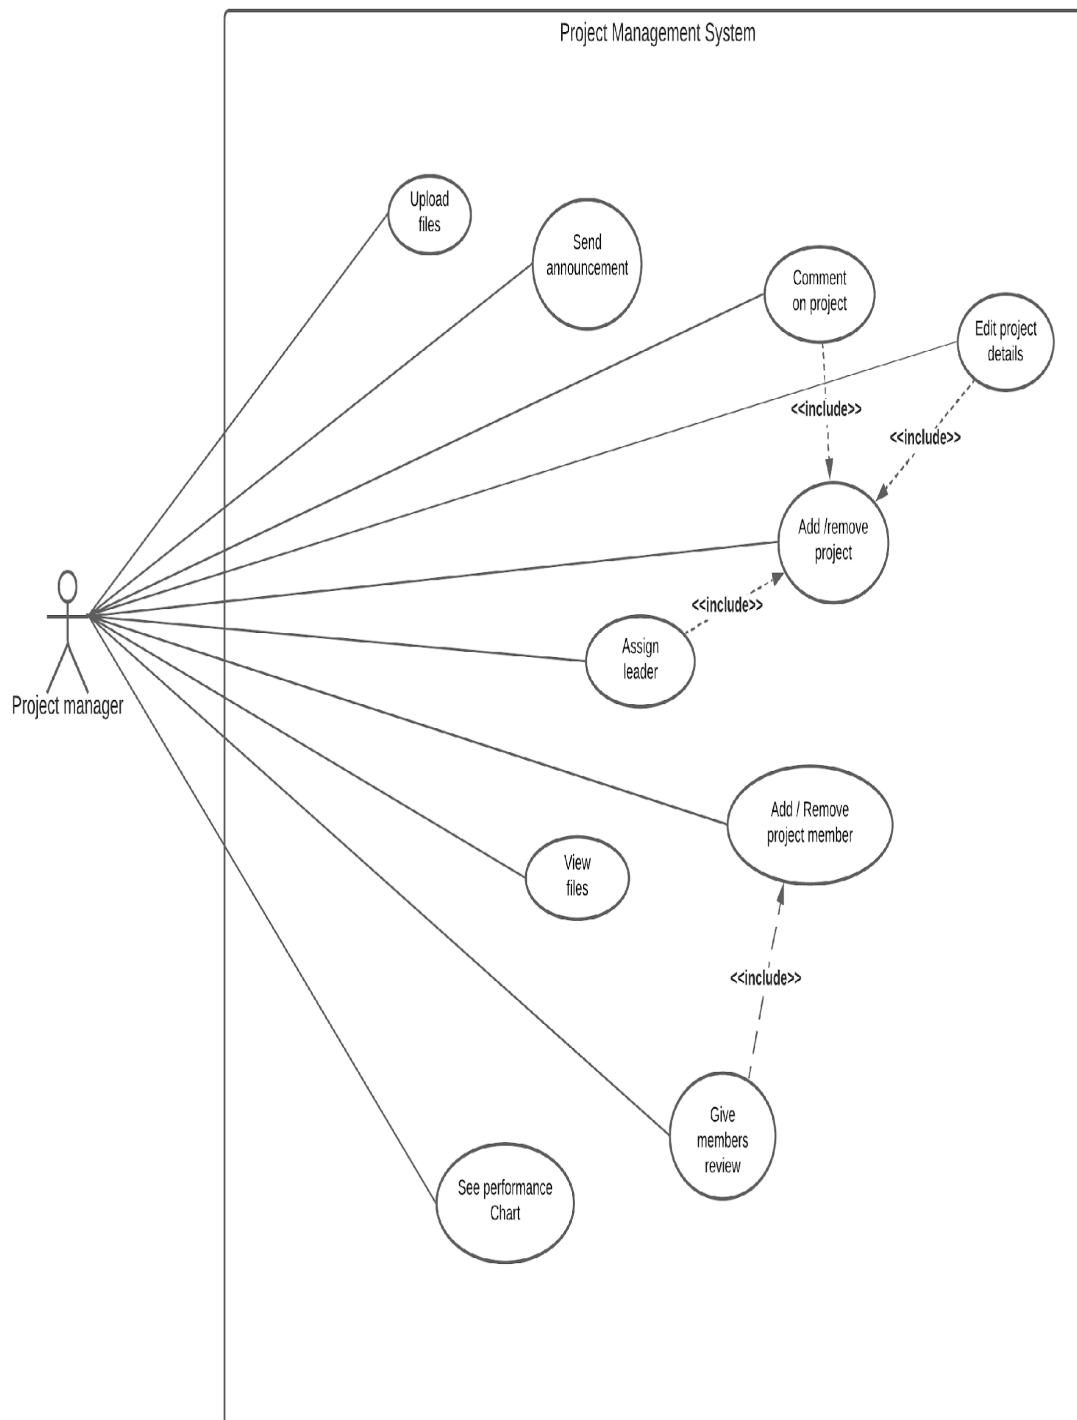 Project Management System
Upload
files
Send
announcement
Comment
on project
Edit project
details
<<include>>
<<include>>
Add /remove
project
<<include>>
Assign
leader
Project manager
Add / Remove
project member
View
files
<<include>>
Give
members
review
See performance
Chart